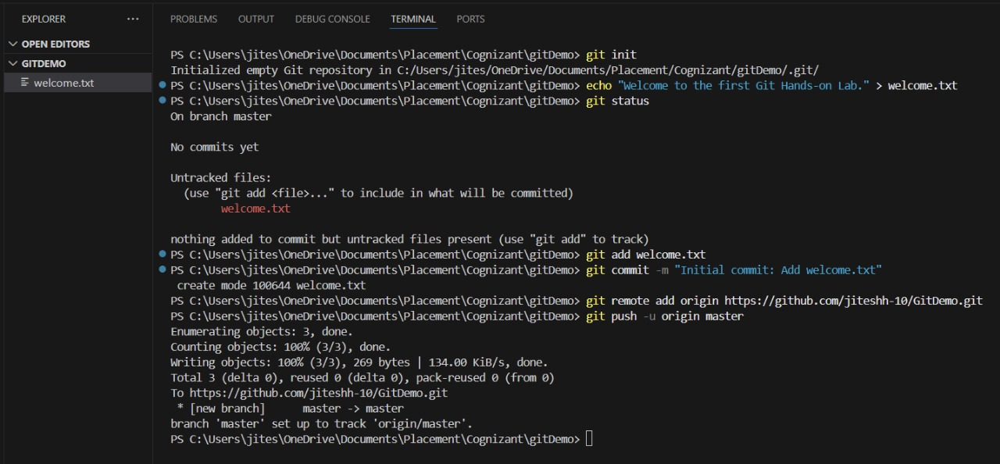 EXPLORER ...
OPEN EDITORS
GITDEMO
welcome.txt
PROBLEMS OUTPUT DEBUG CONSOLE TERMINAL PORTS
PS C:\Users\jites\OneDrive\Documents\Placement\Cognizant\gitDemo> git init
Initialized empty Git repository in C:/Users/jites/OneDrive/Documents/Placement/Cognizant/gitDemo/.git/
PS C:\Users\jites\OneDrive\Documents\Placement\Cognizant\gitDemo> echo "Welcome to the first Git Hands-on Lab." > welcome.txt
PS C:\Users\jites\OneDrive\Documents\Placement\Cognizant\gitDemo> git status
On branch master
No commits yet
Untracked files:
(use "git add <file>..." to include in what will be committed)
welcome.txt
nothing added to commit but untracked files present (use "git add" to track)
PS C:\Users\jites\OneDrive\Documents\Placement\Cognizant\gitDemo> git add welcome.txt
PS C:\Users\jites\OneDrive\Documents\Placement\Cognizant\gitDemo> git commit -m "Initial commit: Add welcome.txt"
create mode 100644 welcome.txt
PS C:\Users\jites\OneDrive\Documents\Placement\Cognizant\gitDemo> git remote add origin https://github.com/jiteshh-10/GitDemo.git
PS C:\Users\jites\OneDrive\Documents\Placement\Cognizant\gitDemo> git push -u origin master
Enumerating objects: 3, done.
Counting objects: 100% (3/3), done.
Writing objects: 100% (3/3), 269 bytes | 134.00 KiB/s, done.
Total 3 (delta 0), reused 0 (delta 0), pack-reused 0 (from 0)
To https://github.com/jiteshh-10/GitDemo.git
* [new branch] master -> master
branch 'master' set up to track 'origin/master'.
PS C:\Users\jites\OneDrive\Documents\Placement\Cognizant\gitDemo>